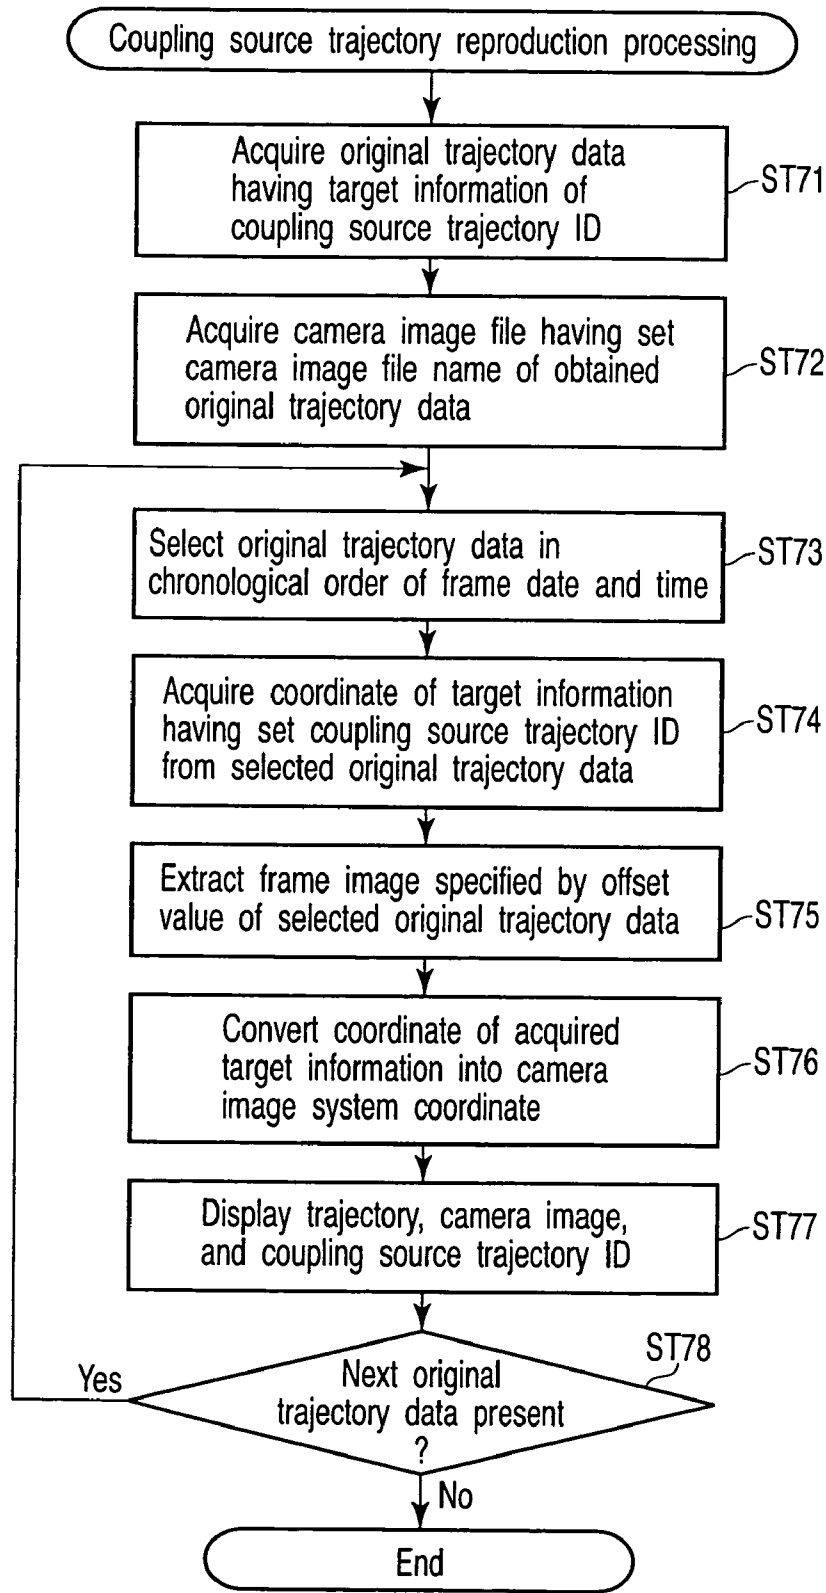 Coupling source trajectory reproduction processing
Acquire original trajectory data
having target information of
coupling source trajectory ID
ST71
Acquire camera image file having set
camera image file name of obtained
original trajectory data
ST72
Select original trajectory data in
chronological order of frame date and time
ST73
Acquire coordinate of target information
having set coupling source trajectory ID
from selected original trajectory data
ST74
Extract frame image specified by offset
value of selected original trajectory data
ST75
Convert coordinate of acquired
target information into camera
image system coordinate
ST76
Display trajectory, camera image,
and coupling source trajectory ID
ST77
ST78
Yes
Next original
trajectory data present
?
No
End